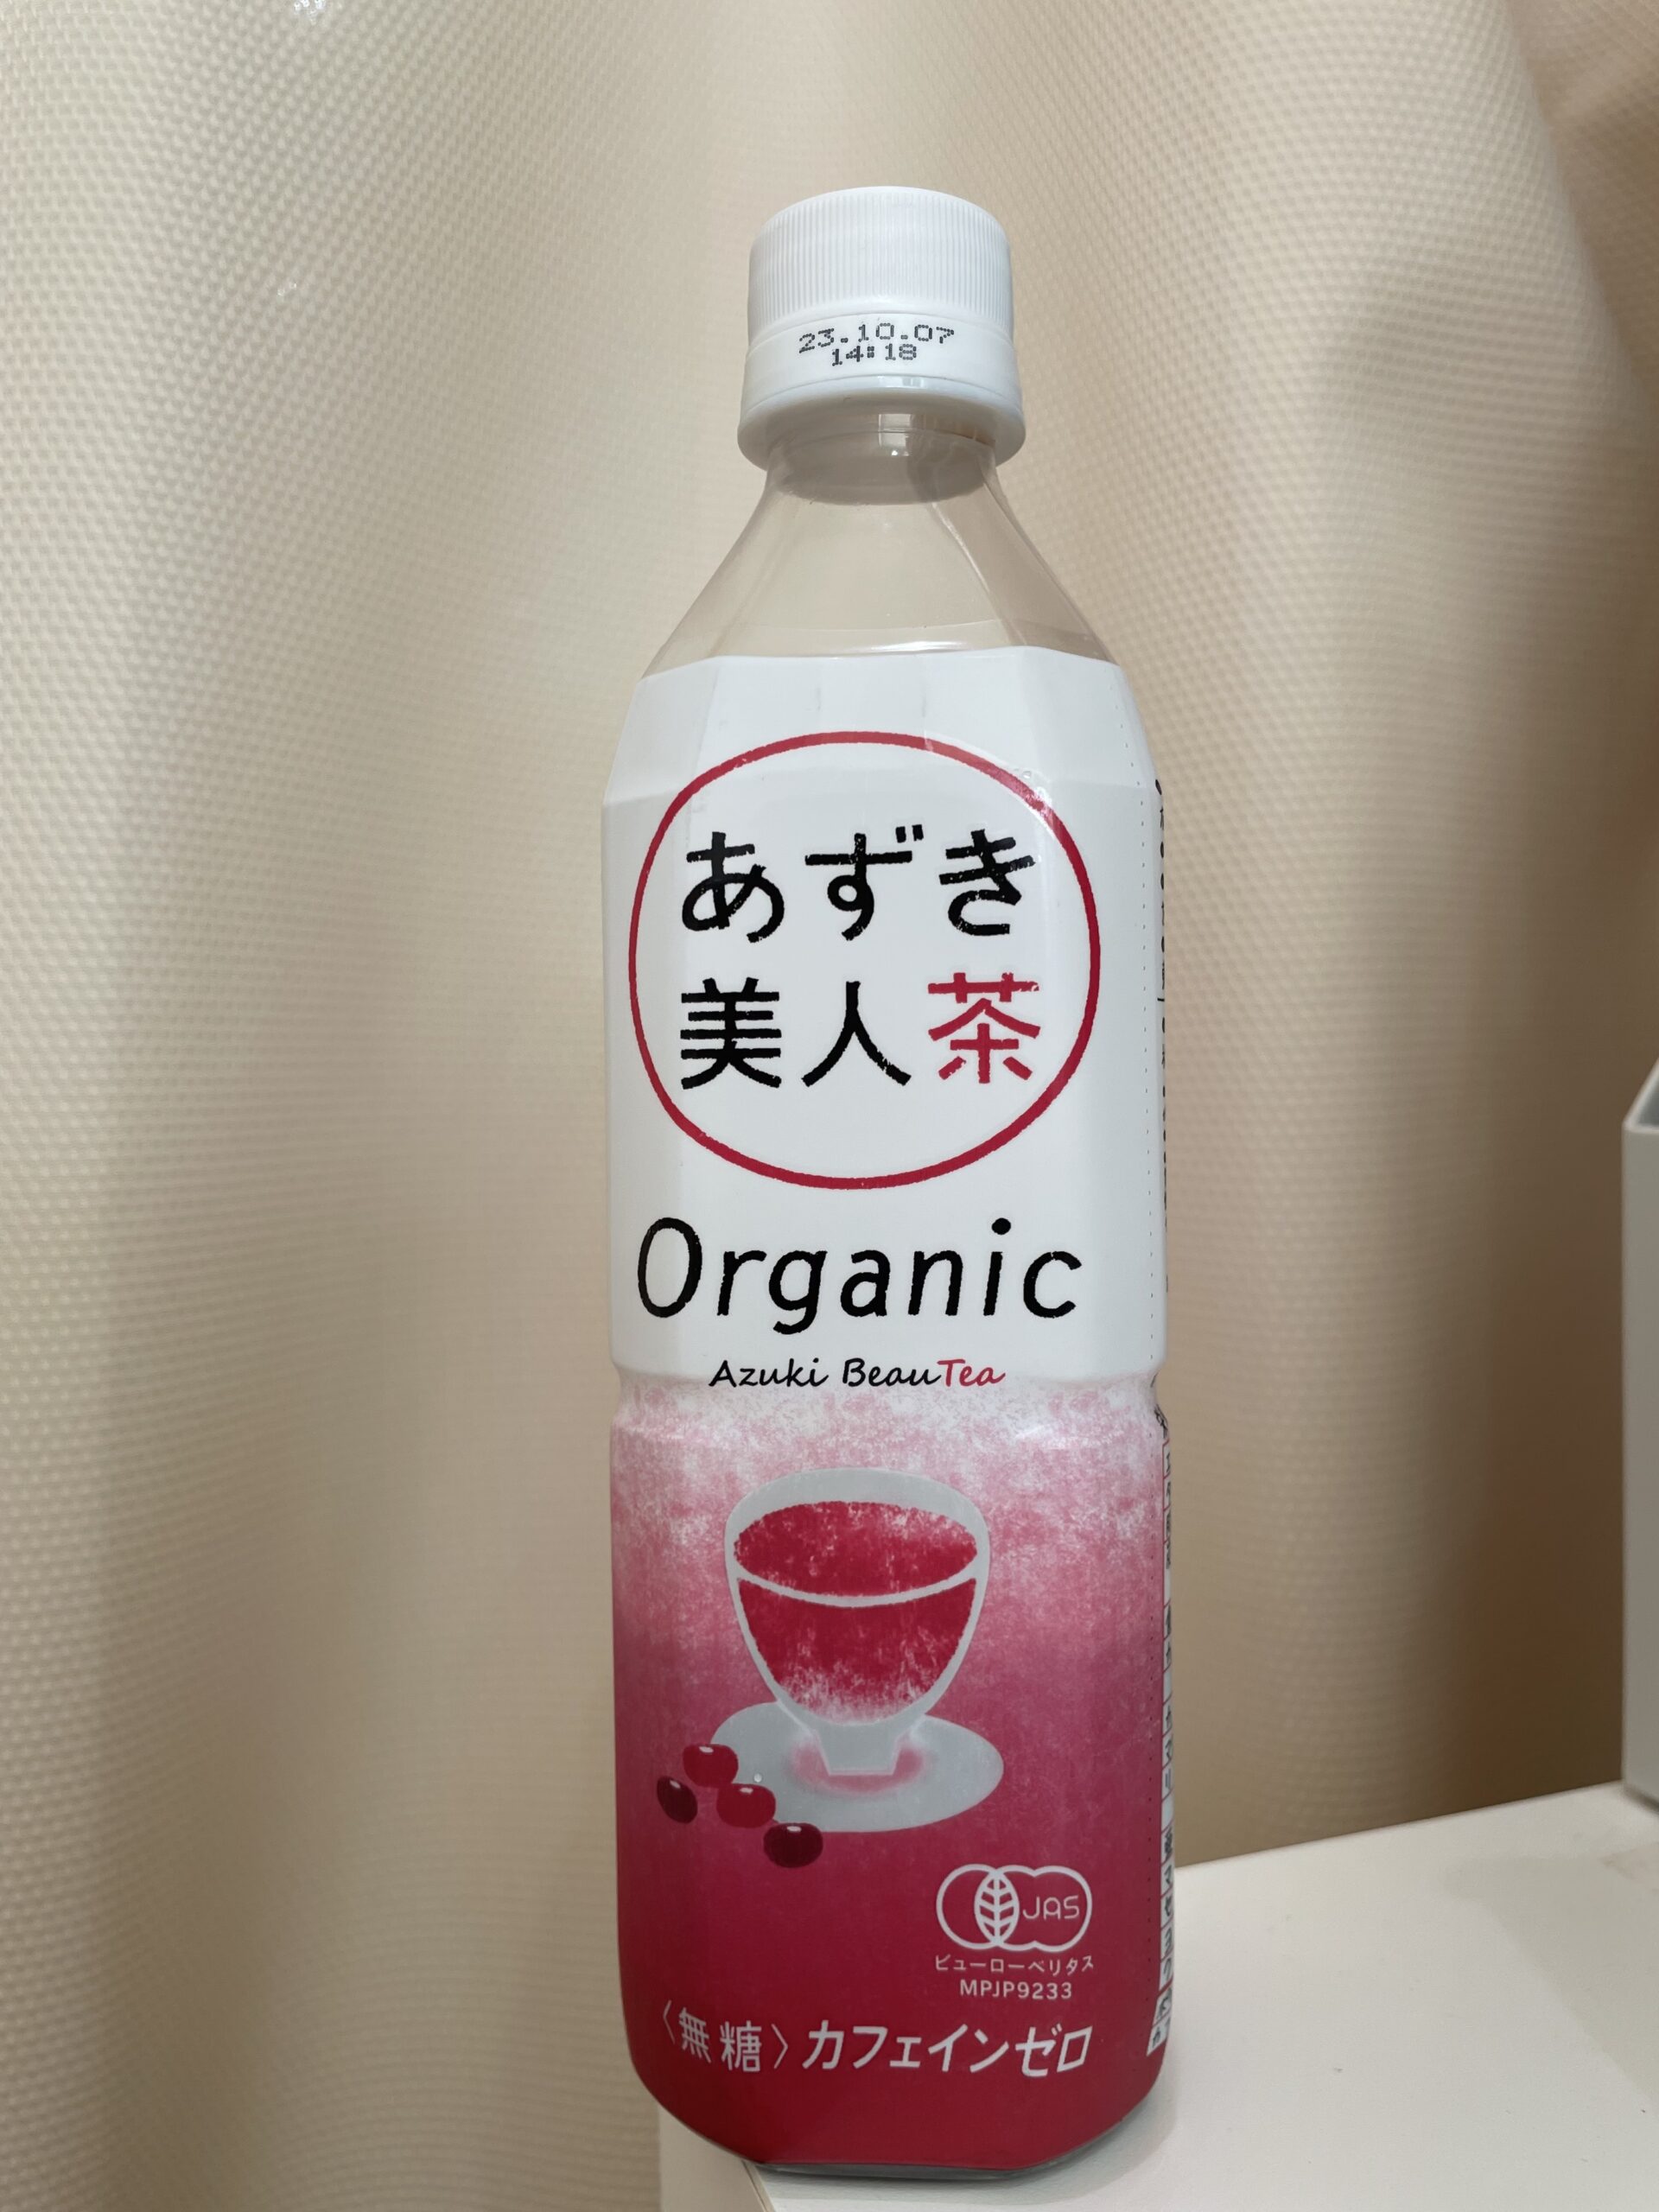 23.10.07
14:18
あずき
美人茶
Organic
Azuki BeauTea
JAS
ビューローベリタス
MPJP9233
〈無糖〉カフェインゼロ